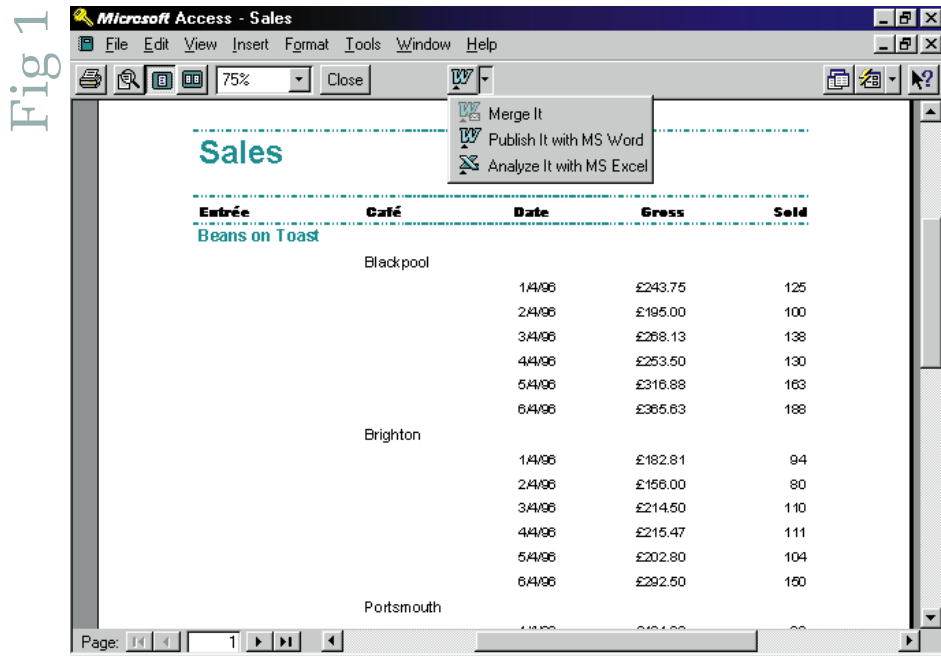 Fig 1
Microsoft Access - Sales
File Edit View Insert Format Tools Window Help
75% Close
Merge It
Publish It with MS Word
Analyze It with MS Excel
Sales
Entrée Café Date Gross Sold
Beans on Toast
Blackpool
1/4/96 £243.75 125
2/4/96 £195.00 100
3/4/96 £268.13 138
4/4/96 £253.50 130
5/4/96 £316.88 163
6/4/96 £365.63 188
Brighton
1/4/96 £182.81 94
2/4/96 £156.00 80
3/4/96 £214.50 110
4/4/96 £215.47 111
5/4/96 £202.80 104
6/4/96 £292.50 150
Portsmouth
Page: 1